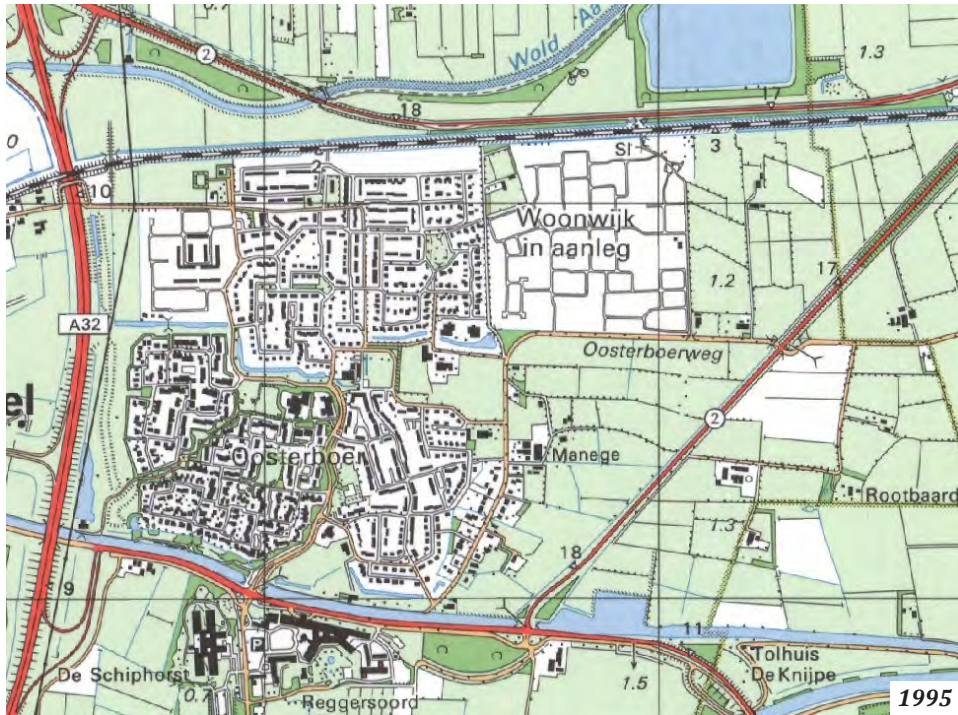 2
Wold Aa
1.3
17
18
SI
3
10
Woonwijk
in aanleg
1.2
17
A32
Oosterboerweg
el
2
Oosterboer
Manege
Rootbaard
1.3
18
9
11
P
De Schiphorst
0.7
Reggersoord
1.5
Tolhuis
De Knijpe
1995